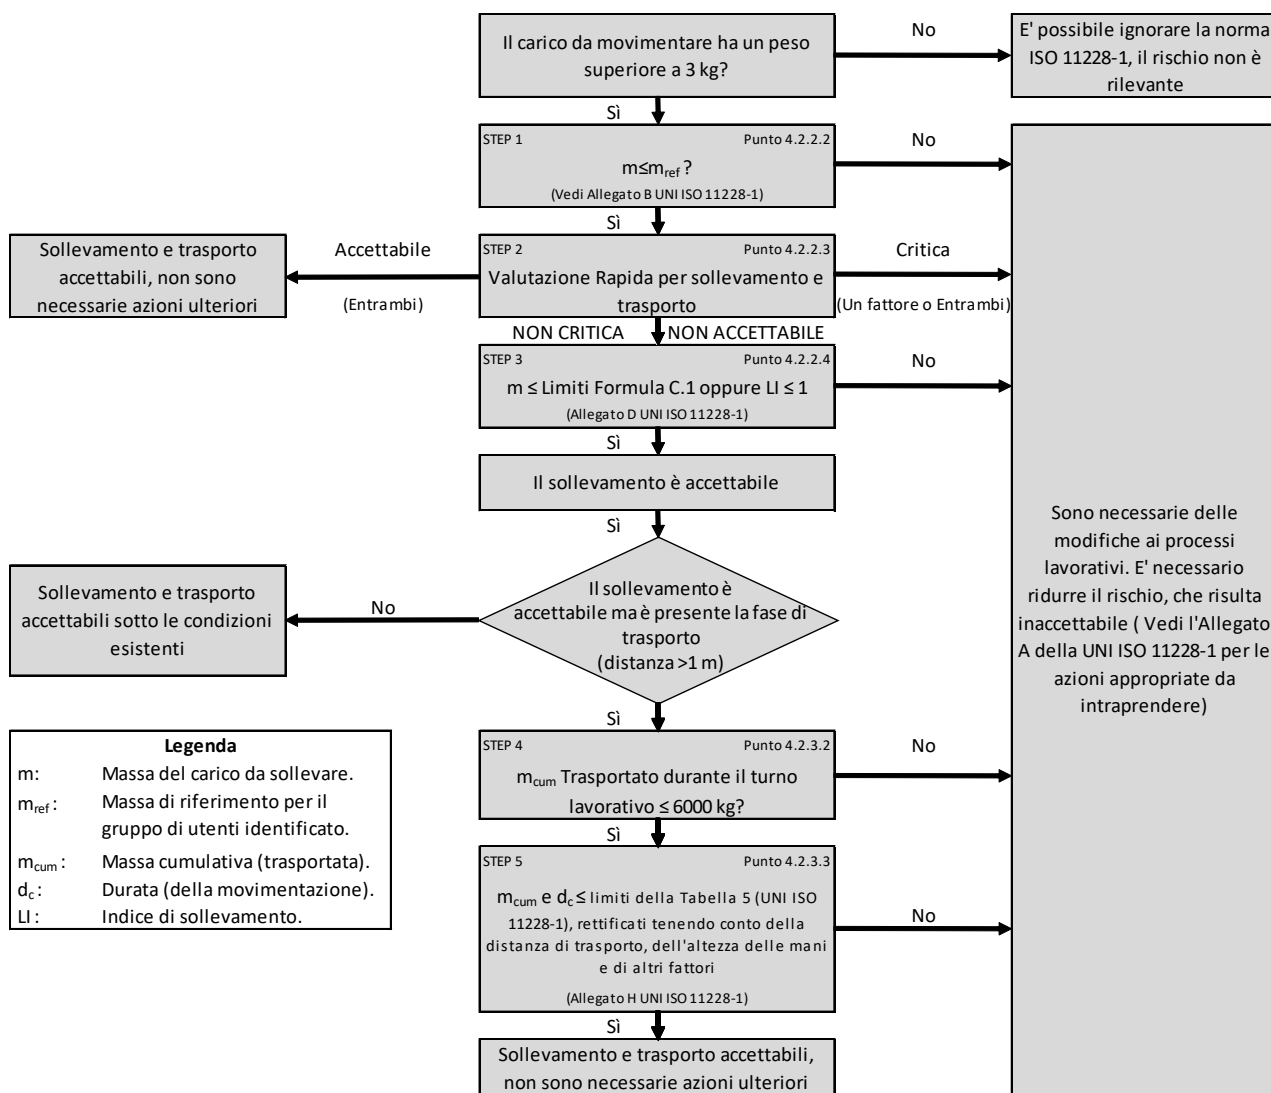 Il carico da movimentare ha un peso
superiore a 3 kg?
No
E' possibile ignorare la norma
ISO 11228-1, il rischio non è
rilevante
Sì
STEP 1 Punto 4.2.2.2
m≤mref ?
(Vedi Allegato B UNI ISO 11228-1)
No
Sì
Sollevamento e trasporto
accettabili, non sono
necessarie azioni ulteriori
Accettabile
(Entrambi)
STEP 2 Punto 4.2.2.3
Valutazione Rapida per sollevamento e
trasporto
Critica
(Un fattore o Entrambi)
NON CRITICA NON ACCETTABILE
STEP 3 Punto 4.2.2.4
m ≤ Limiti Formula C.1 oppure LI ≤ 1
(Allegato D UNI ISO 11228-1)
No
Sì
Il sollevamento è accettabile
Sì
Il sollevamento è
accettabile ma è presente la fase di
trasporto
(distanza >1 m)
No
Sollevamento e trasporto
accettabili sotto le condizioni
esistenti
Sono necessarie delle
modifiche ai processi
lavorativi. E' necessario
ridurre il rischio, che risulta
inaccettabile ( Vedi l'Allegato
A della UNI ISO 11228-1 per le
azioni appropriate da
intraprendere)
Sì
STEP 4 Punto 4.2.3.2
mcum Trasportato durante il turno
lavorativo ≤ 6000 kg?
No
Sì
STEP 5 Punto 4.2.3.3
mcum e dc ≤ limiti della Tabella 5 (UNI ISO
11228-1), rettificati tenendo conto della
distanza di trasporto, dell'altezza delle mani
e di altri fattori
(Allegato H UNI ISO 11228-1)
No
Sì
Sollevamento e trasporto accettabili,
non sono necessarie azioni ulteriori
Legenda
m: Massa del carico da sollevare.
mref : Massa di riferimento per il
gruppo di utenti identificato.
mcum : Massa cumulativa (trasportata).
dc : Durata (della movimentazione).
LI : Indice di sollevamento.